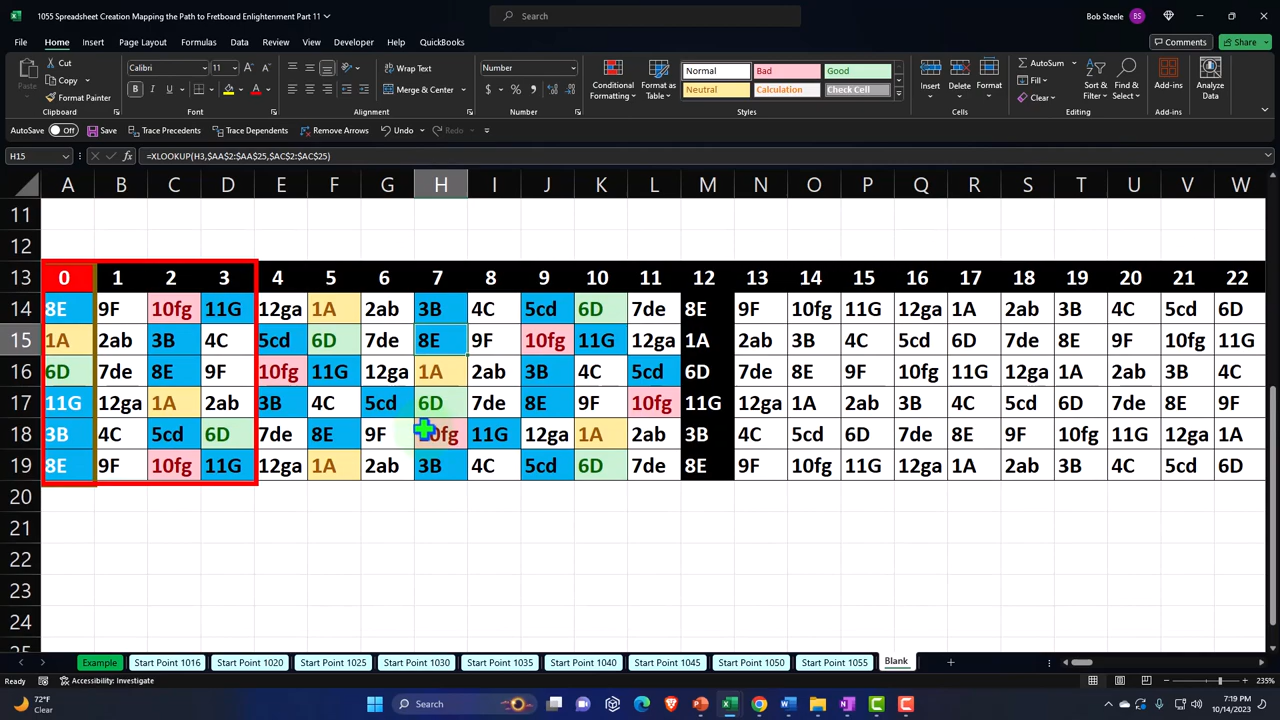 1055 Spreadsheet Creation Mapping the Path to Fretboard Enlightenment Part 11
Search
Bob Steele BS
File Home Insert Page Layout Formulas Data Review View Developer Help QuickBooks
Comments Share
Cut Copy Format Painter Paste Clipboard
Calibri 11 Font
Wrap Text Merge & Center Alignment
Number Number
Conditional Formatting Format as Table
Normal Bad Good
Neutral Calculation Check Cell
Styles
Insert Delete Format Cells
AutoSum Fill Clear Sort & Filter Find & Select Editing
Add-ins Add-ins
Analyze Data
AutoSave Off Save Trace Precedents Trace Dependents Remove Arrows Undo Redo
H15 fx =XLOOKUP(H3,$AA$2:$AA$25,$AC$2:$AC$25)
A B C D E F G H I J K L M N O P Q R S T U V W
11
12
13 0 1 2 3 4 5 6 7 8 9 10 11 12 13 14 15 16 17 18 19 20 21 22
14 8E 9F 10fg 11G 12ga 1A 2ab 3B 4C 5cd 6D 7de 8E 9F 10fg 11G 12ga 1A 2ab 3B 4C 5cd 6D
15 1A 2ab 3B 4C 5cd 6D 7de 8E 9F 10fg 11G 12ga 1A 2ab 3B 4C 5cd 6D 7de 8E 9F 10fg 11G
16 6D 7de 8E 9F 10fg 11G 12ga 1A 2ab 3B 4C 5cd 6D 7de 8E 9F 10fg 11G 12ga 1A 2ab 3B 4C
17 11G 12ga 1A 2ab 3B 4C 5cd 6D 7de 8E 9F 10fg 11G 12ga 1A 2ab 3B 4C 5cd 6D 7de 8E 9F
18 3B 4C 5cd 6D 7de 8E 9F 10fg 11G 12ga 1A 2ab 3B 4C 5cd 6D 7de 8E 9F 10fg 11G 12ga 1A
19 8E 9F 10fg 11G 12ga 1A 2ab 3B 4C 5cd 6D 7de 8E 9F 10fg 11G 12ga 1A 2ab 3B 4C 5cd 6D
20
21
22
23
24
Example Start Point 1016 Start Point 1020 Start Point 1025 Start Point 1030 Start Point 1035 Start Point 1040 Start Point 1045 Start Point 1050 Start Point 1055 Blank
Ready Accessibility: Investigate 235%
72°F
Clear
Search
7:19 PM
10/14/2023